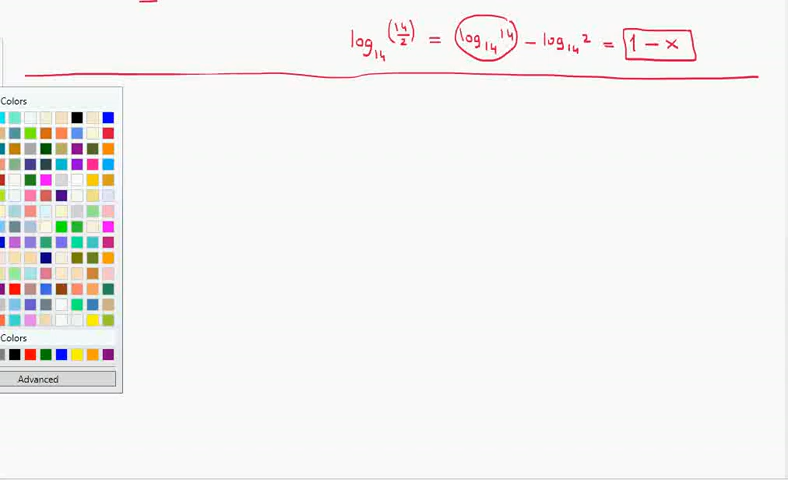 log₁₄(14/2) = log₁₄14 - log₁₄2 = 1 - x
Colors
Colors
Advanced